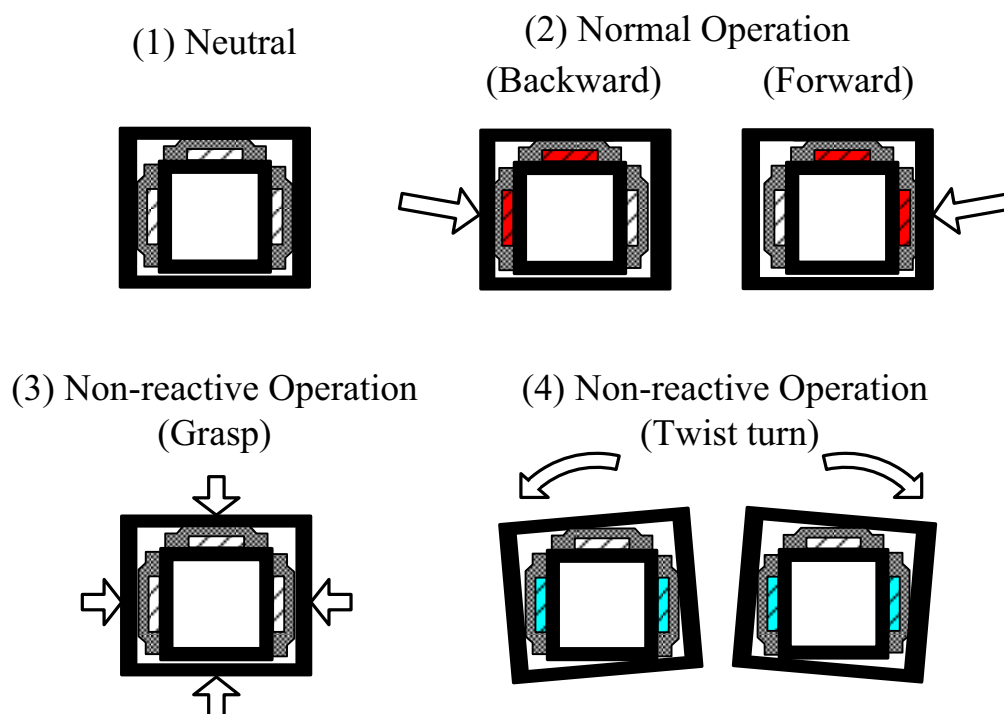 (1) Neutral
(2) Normal Operation
(Backward)
(Forward)
(3) Non-reactive Operation
(Grasp)
(4) Non-reactive Operation
(Twist turn)